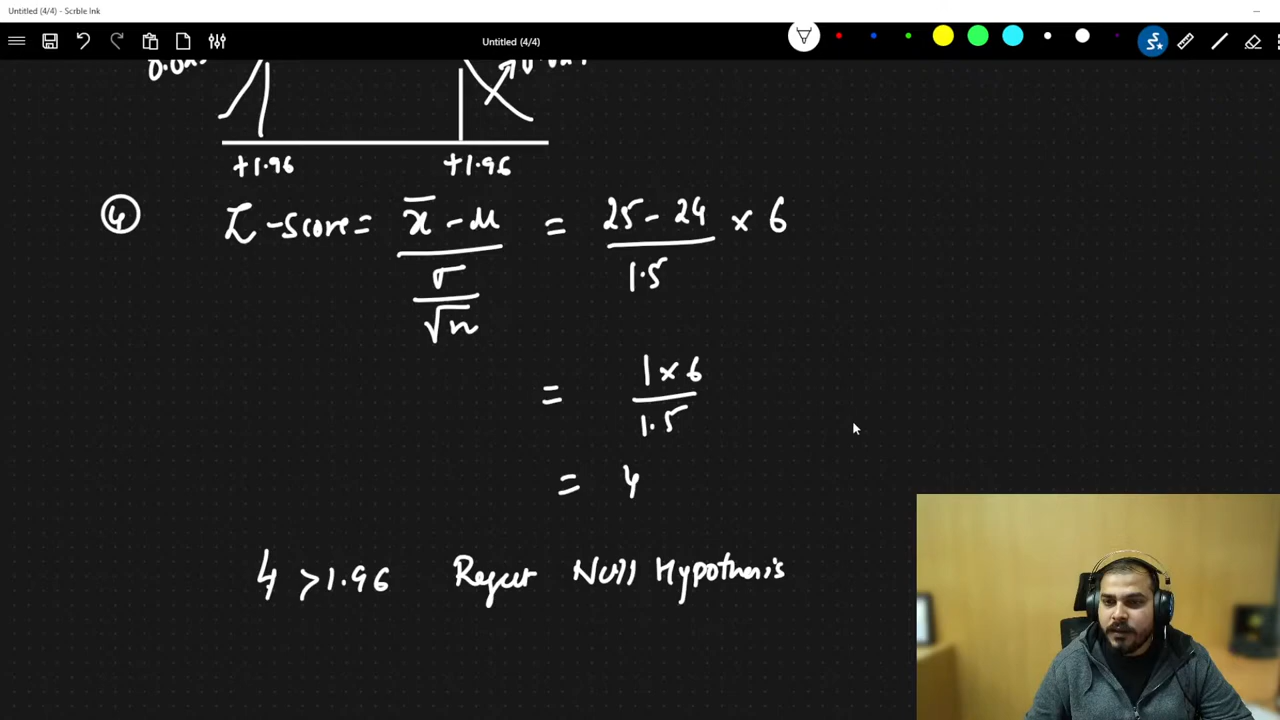 Untitled (4/4) - Scrble Ink
Untitled (4/4)
+1.96 +1.96
④ Z-score = x̄ - μ / σ / √n = 25 - 24 / 1.5 × 6
= 1 × 6 / 1.5
= 4
4 > 1.96 Reject Null Hypothesis